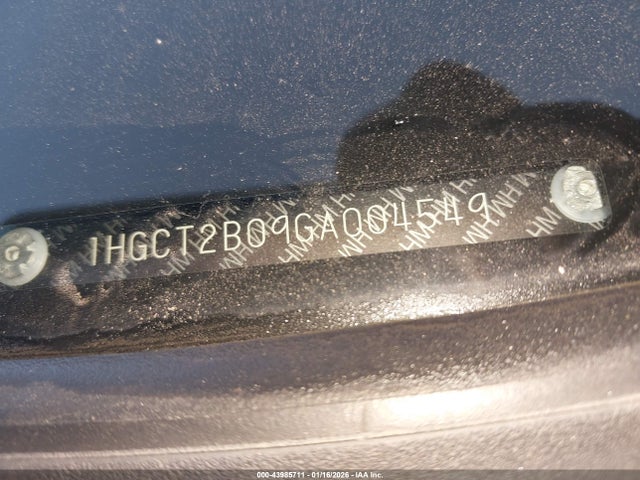 1HGCT2B09GA004549
000-43985711 - 01/16/2026 - IAA Inc.